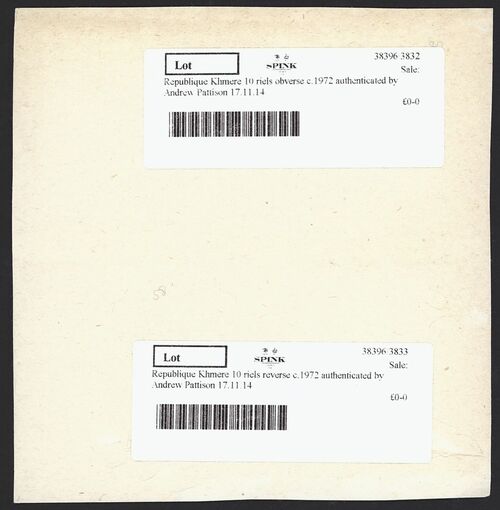 Lot
SPINK
38396 3832
Sale:
Republique Khmere 10 riels obverse c.1972 authenticated by
Andrew Pattison 17.11.14
£0-0
58
Lot
SPINK
38396 3833
Sale:
Republique Khmere 10 riels reverse c.1972 authenticated by
Andrew Pattison 17.11.14
£0-0